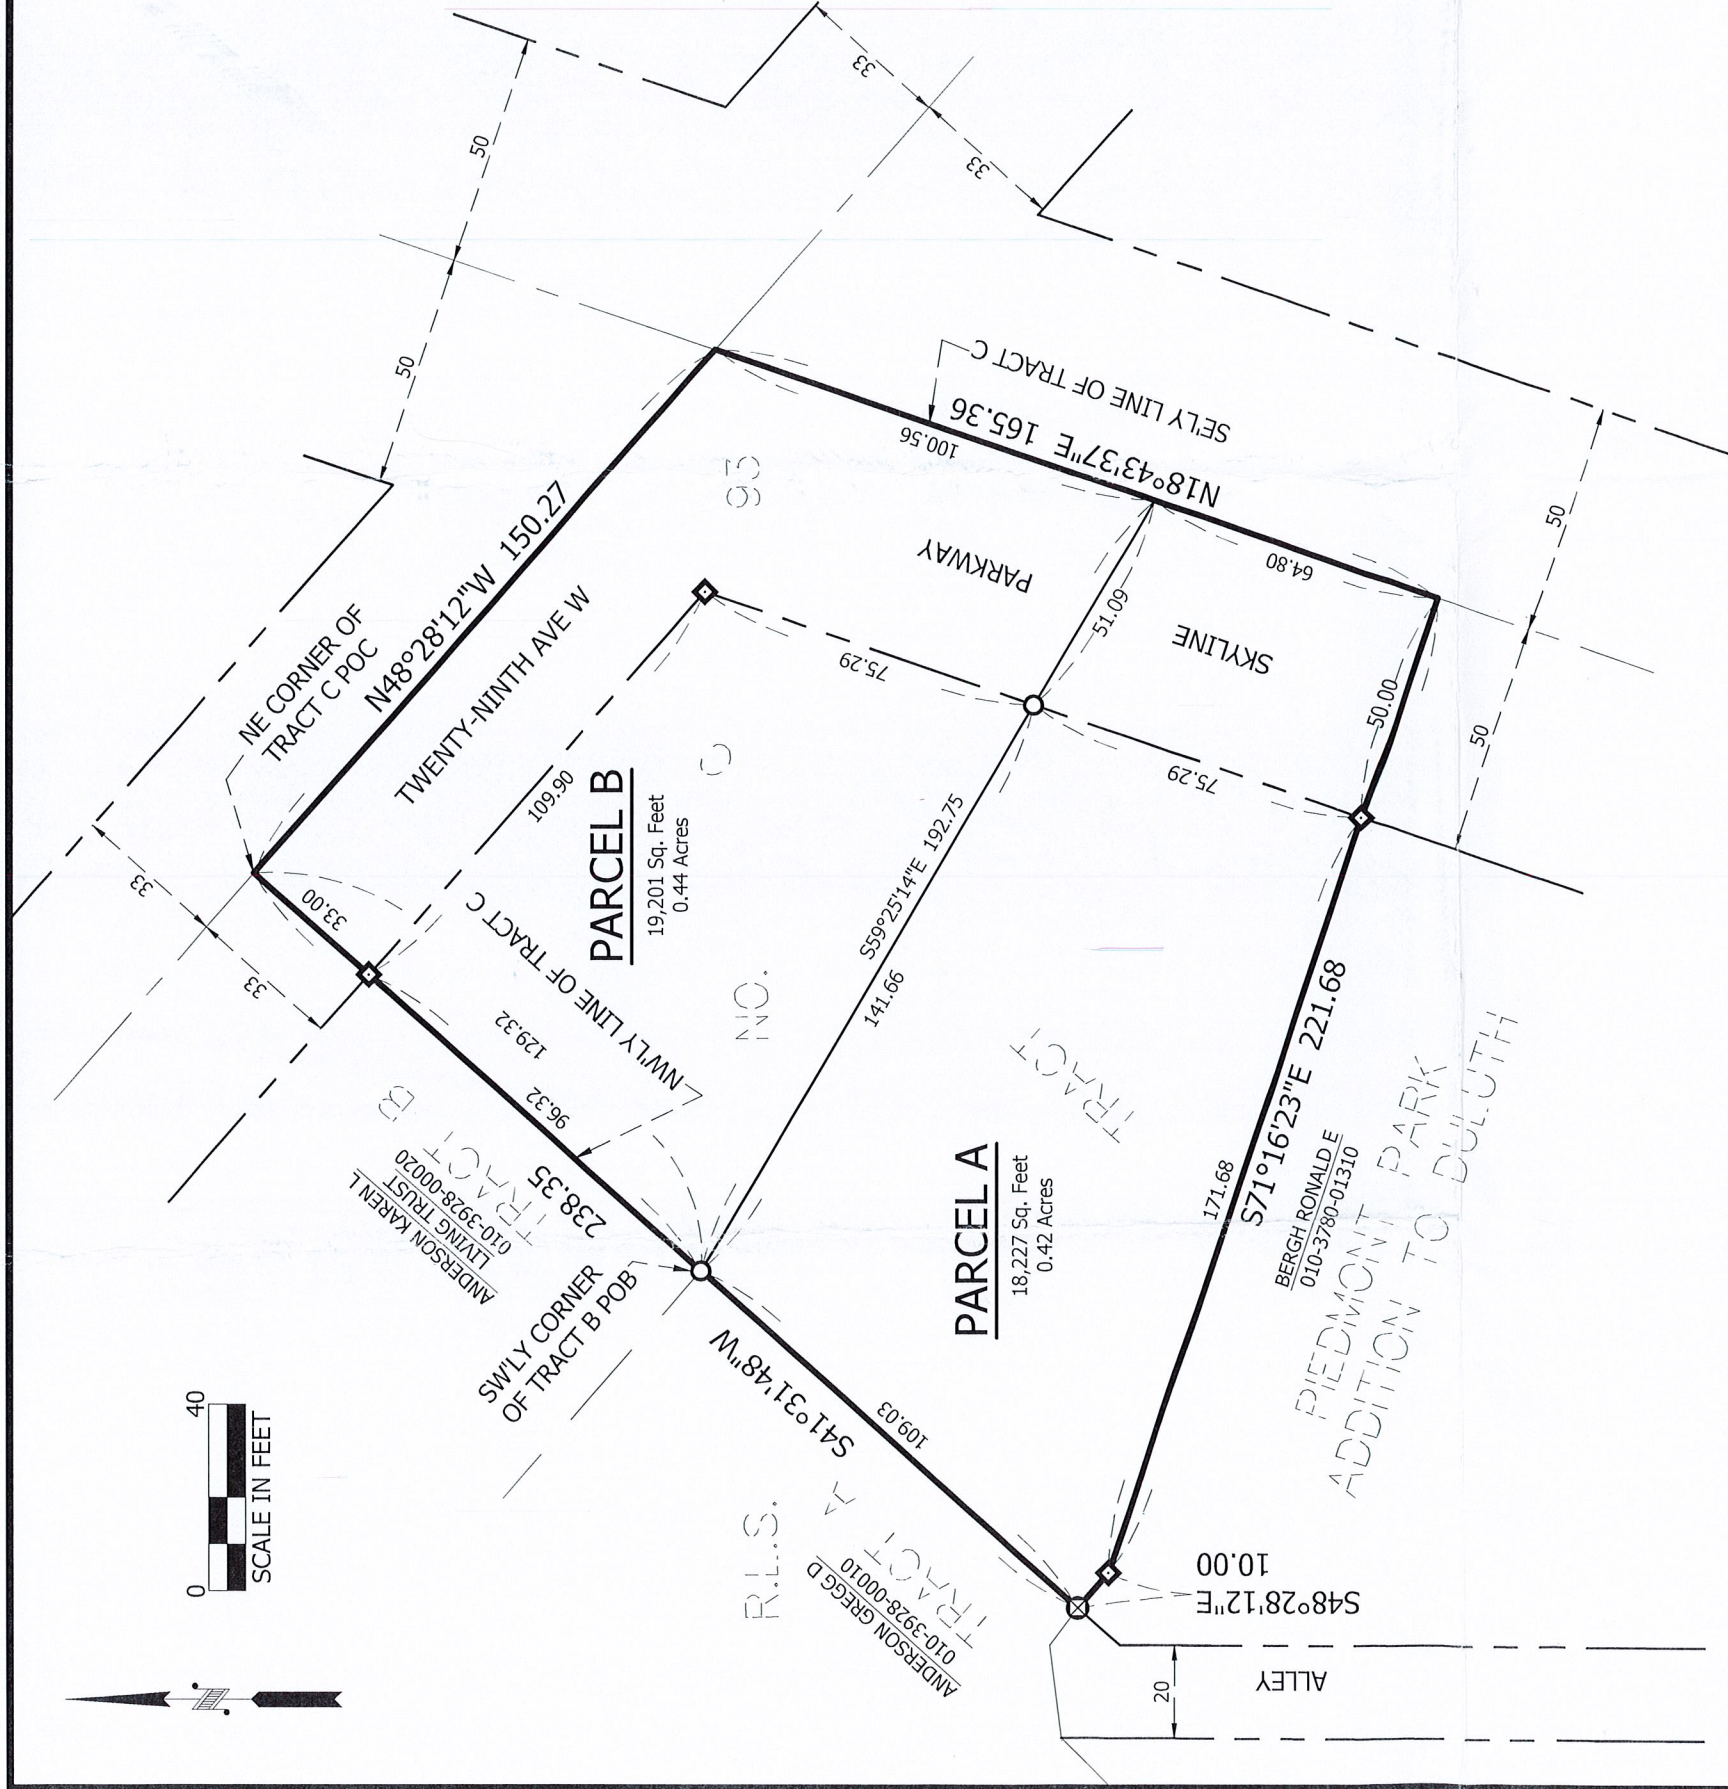 33
50
33
50
NE CORNER OF
TRACT C POC
N48°28'12"W 150.27
TWENTY-NINTH AVE W
SE'LY LINE OF TRACT C
N18°43'37"E 165.36
100.56
93
PARKWAY
SKYLINE
64.80
51.09
75.29
75.29
50.00
50
50
109.90
33
33
33.00
PARCEL B
19,201 Sq. Feet
0.44 Acres
C
NW'LY LINE OF TRACT C
129.32
96.32
NO.
S59°25'14"E 192.75
141.66
TRACT
TRACT B
ANDERSON KAREN L
LIVING TRUST
010-3928-00020
238.35
S41°31'48"W
SW'LY CORNER
OF TRACT B POB
PARCEL A
18,227 Sq. Feet
0.42 Acres
109.03
171.68
S71°16'23"E 221.68
BERGH RONALD E
010-3780-01310
PIEDMONT PARK
ADDITION TO DULUTH
0 40
SCALE IN FEET
R.L.S.
TRACT A
ANDERSON GREGG D
010-3928-00010
S48°28'12"E
10.00
ALLEY
20
N